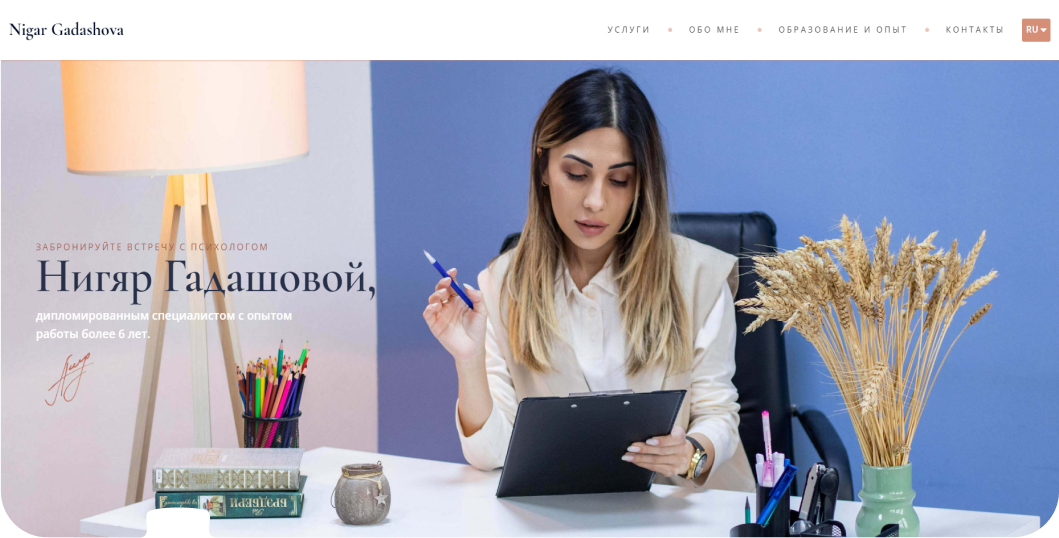 Nigar Gadashova
УСЛУГИ
ОБО МНЕ
ОБРАЗОВАНИЕ И ОПЫТ
КОНТАКТЫ
RU
ЗАБРОНИРУЙТЕ ВСТРЕЧУ С ПСИХОЛОГОМ
Нигяр Гадашовой,
дипломированным специалистом с опытом
работы более 6 лет.